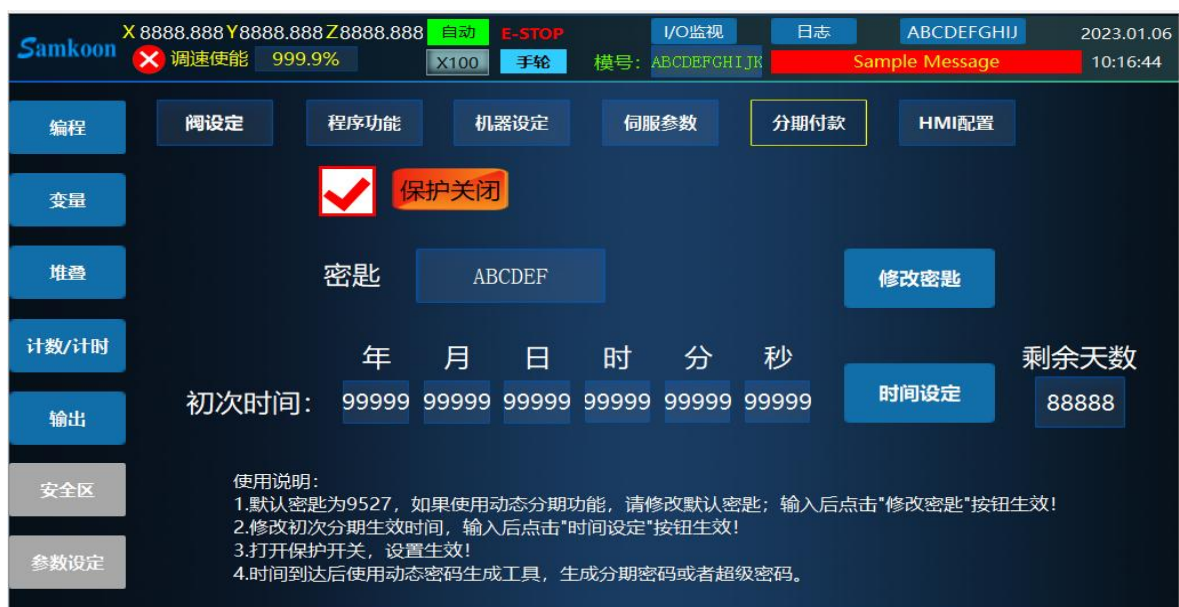 Samkoon X 8888.888 Y 8888.888 Z 8888.888 自动 E-STOP I/O监视 日志 ABCDEFGHIJ 2023.01.06
调速使能 999.9% X100 手轮 模号： ABCDEFGHIJK Sample Message 10:16:44
编程 阀设定 程序功能 机器设定 伺服参数 分期付款 HMI配置
变量 保护关闭
堆叠 密匙 ABCDEF 修改密匙
计数/计时 年 月 日 时 分 秒 剩余天数
输出 初次时间： 99999 99999 99999 99999 99999 99999 时间设定 88888
安全区
参数设定
使用说明：
1.默认密匙为9527，如果使用动态分期功能，请修改默认密匙；输入后点击"修改密匙"按钮生效！
2.修改初次分期生效时间，输入后点击"时间设定"按钮生效！
3.打开保护开关，设置生效！
4.时间到达后使用动态密码生成工具，生成分期密码或者超级密码。